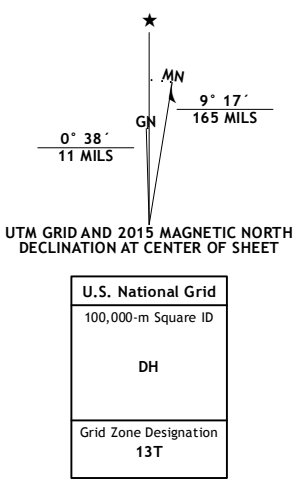 ★
MN
GN
9° 17´
165 MILS
0° 38´
11 MILS
UTM GRID AND 2015 MAGNETIC NORTH
DECLINATION AT CENTER OF SHEET
U.S. National Grid
100,000-m Square ID
DH
Grid Zone Designation
13T